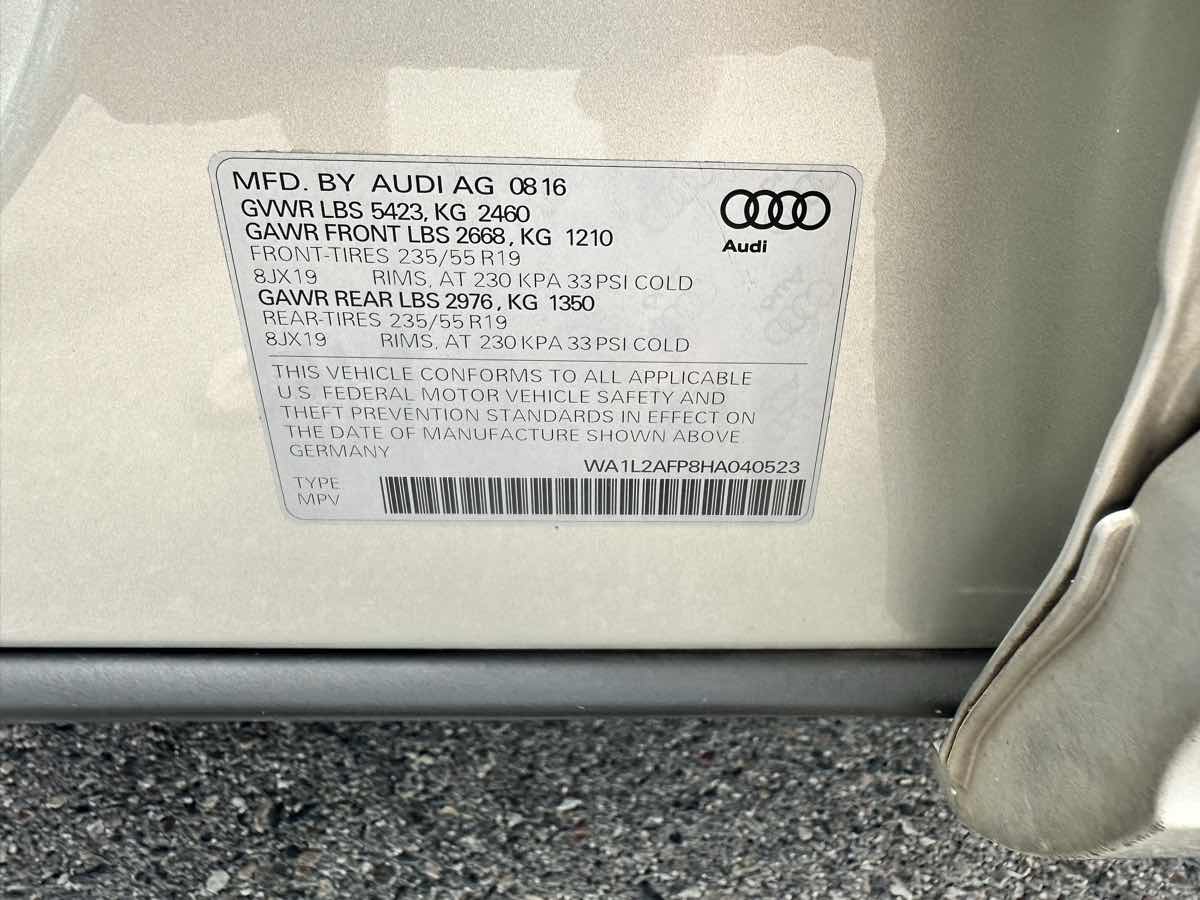 MFD. BY AUDI AG 0816
GVWR LBS 5423, KG 2460
GAWR FRONT LBS 2668, KG 1210
FRONT-TIRES 235/55 R19
8JX19 RIMS, AT 230 KPA 33 PSI COLD
GAWR REAR LBS 2976, KG 1350
REAR-TIRES 235/55 R19
8JX19 RIMS, AT 230 KPA 33 PSI COLD
Audi
THIS VEHICLE CONFORMS TO ALL APPLICABLE
U.S. FEDERAL MOTOR VEHICLE SAFETY AND
THEFT PREVENTION STANDARDS IN EFFECT ON
THE DATE OF MANUFACTURE SHOWN ABOVE.
GERMANY
WA1L2AFP8HA040523
TYPE
MPV